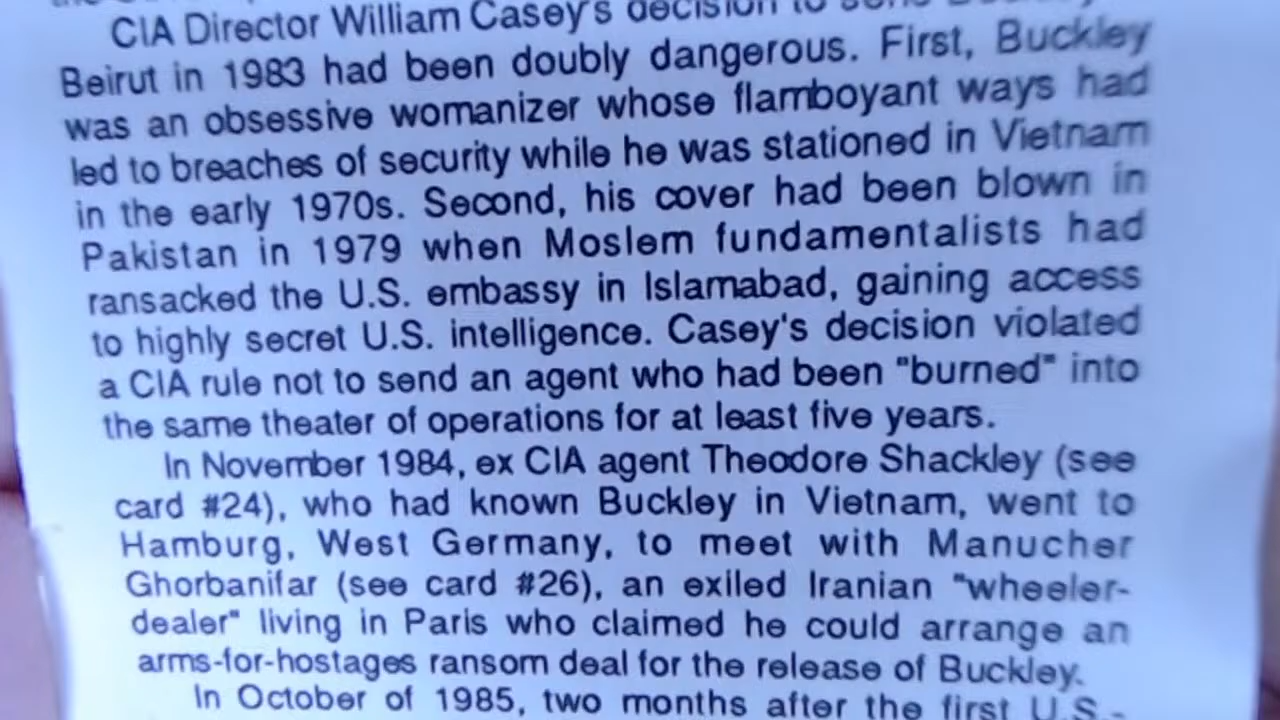 CIA Director William Casey's decision to send
Beirut in 1983 had been doubly dangerous. First, Buckley
was an obsessive womanizer whose flamboyant ways had
led to breaches of security while he was stationed in Vietnam
in the early 1970s. Second, his cover had been blown in
Pakistan in 1979 when Moslem fundamentalists had
ransacked the U.S. embassy in Islamabad, gaining access
to highly secret U.S. intelligence. Casey's decision violated
a CIA rule not to send an agent who had been "burned" into
the same theater of operations for at least five years.
In November 1984, ex CIA agent Theodore Shackley (see
card #24), who had known Buckley in Vietnam, went to
Hamburg, West Germany, to meet with Manucher
Ghorbanifar (see card #26), an exiled Iranian "wheeler-
dealer" living in Paris who claimed he could arrange an
arms-for-hostages ransom deal for the release of Buckley.
In October of 1985, two months after the first U.S.-